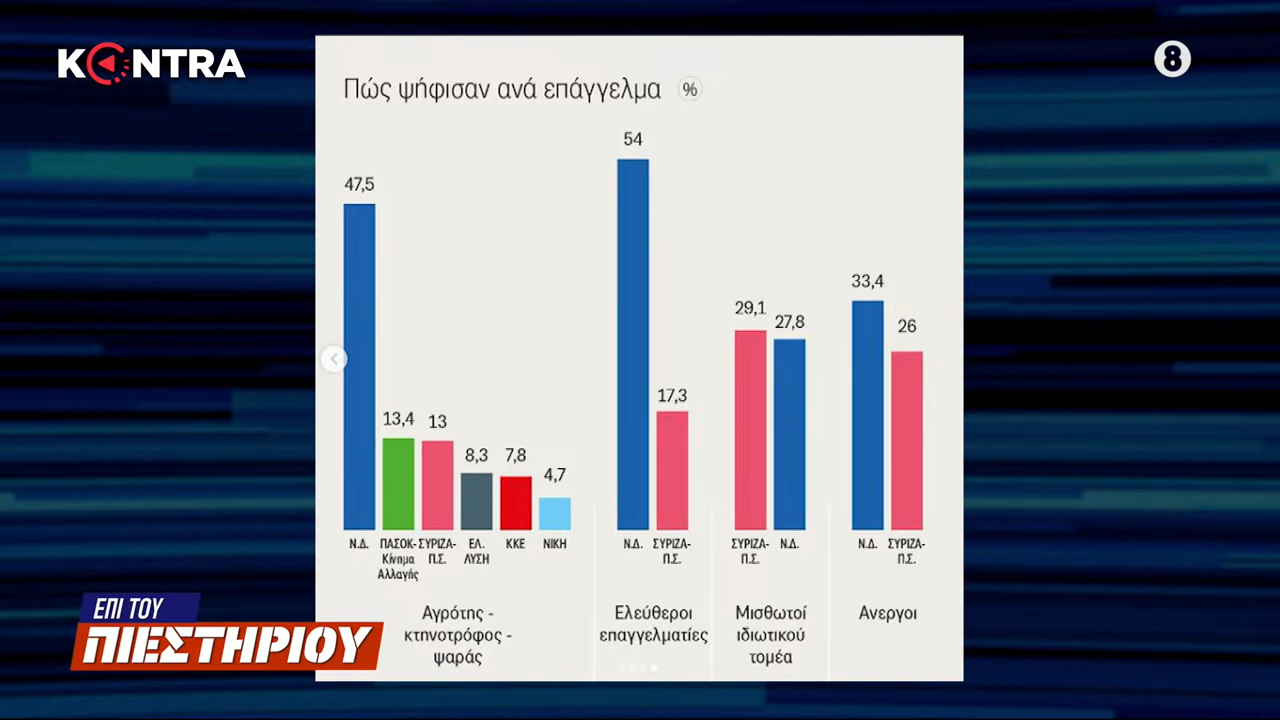 KONTRA
8
Πώς ψήφισαν ανά επάγγελμα %
47,5
13,4
13
8,3
7,8
4,7
Ν.Δ.
ΠΑΣΟΚ-
Κίνημα
Αλλαγής
ΣΥΡΙΖΑ-
Π.Σ.
ΕΛ.
ΛΥΣΗ
ΚΚΕ
ΝΙΚΗ
Αγρότης -
κτηνοτρόφος -
ψαράς
54
17,3
Ν.Δ.
ΣΥΡΙΖΑ-
Π.Σ.
Ελεύθεροι
επαγγελματίες
29,1
27,8
ΣΥΡΙΖΑ-
Π.Σ.
Ν.Δ.
Μισθωτοί
ιδιωτικού
τομέα
33,4
26
Ν.Δ.
ΣΥΡΙΖΑ-
Π.Σ.
Ανεργοι
ΕΠΙ ΤΟΥ
ΠΙΕΣΤΗΡΙΟΥ